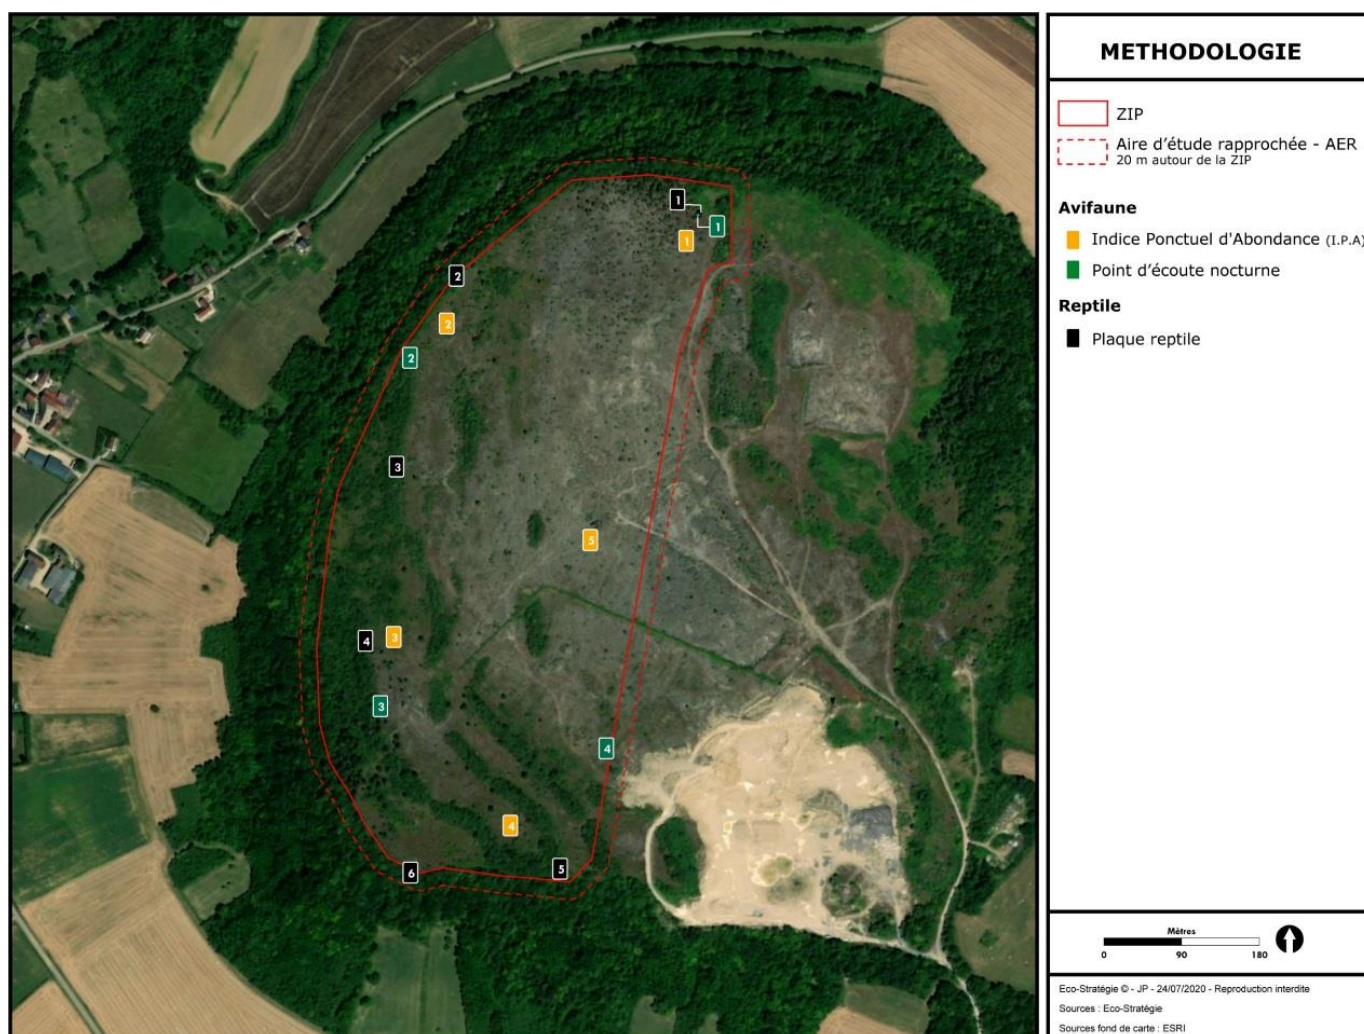 METHODOLOGIE
ZIP
Aire d'étude rapprochée - AER
20 m autour de la ZIP
Avifaune
Indice Ponctuel d'Abondance (I.P.A)
Point d'écoute nocturne
Reptile
Plaque reptile
1
1
1
2
2
2
3
5
3
4
3
4
4
5
6
Mètres
0 90 180
Eco-Stratégie © - JP - 24/07/2020 - Reproduction interdite
Sources : Eco-Stratégie
Sources fond de carte : ESRI